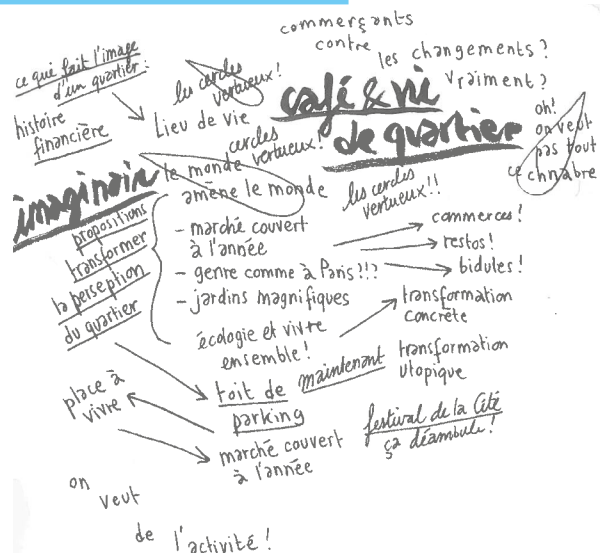 commerçants
contre
les changements ?
vraiment ?
ce qui fait l'image
d'un quartier :
histoire
financière
Lieu de vie
les cercles
vertueux !
café & vie
de quartier
oh!
on veut
pas tout
ce
cercles
vertueux !
le monde
amène le monde
les cercles
vertueux !!
imaginaire
propositions
transformer
la perseption
du quartier
- marché couvert
à l'année
- genre comme à Paris ?!?
- jardins magnifiques
écologie et vivre
ensemble !
commerces !
restos !
bidules !
transformation
concrète
maintenant
transformation
utopique
toit de
parking
place à
vivre
marché couvert
à l'année
festival de la Cité
ça déambule !
on
veut
de
l'activité !